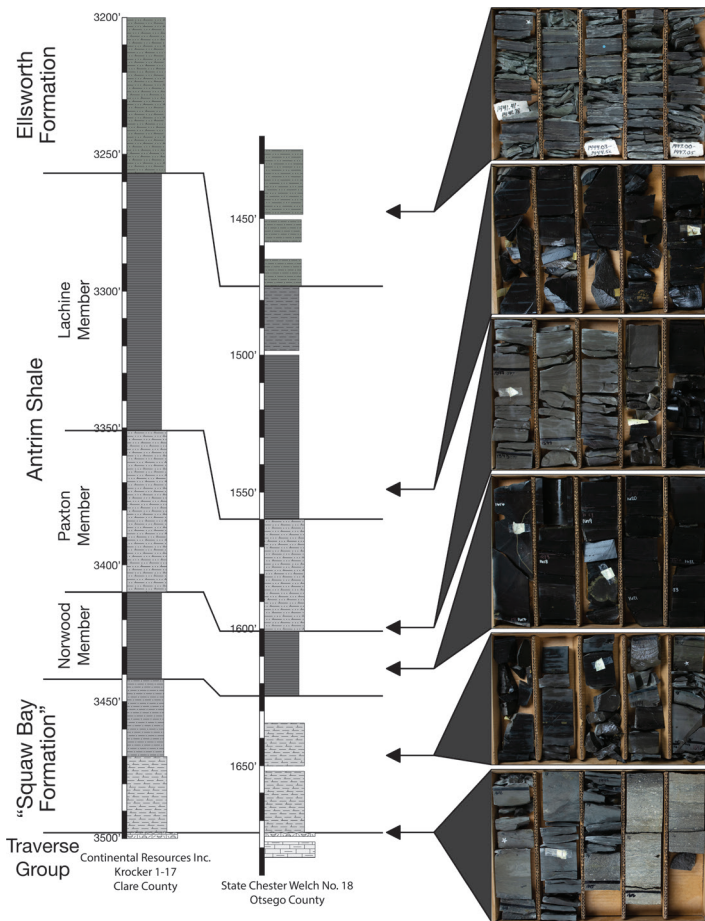 Ellsworth
Formation
Antrim Shale
Lachine
Member
Paxton
Member
Norwood
Member
“Squaw Bay
Formation”
Traverse
Group
3200'
3250'
3300'
3350'
3400'
3450'
3500'
Continental Resources Inc.
Krocker 1-17
Clare County
1450'
1500'
1550'
1600'
1650'
State Chester Welch No. 18
Otsego County